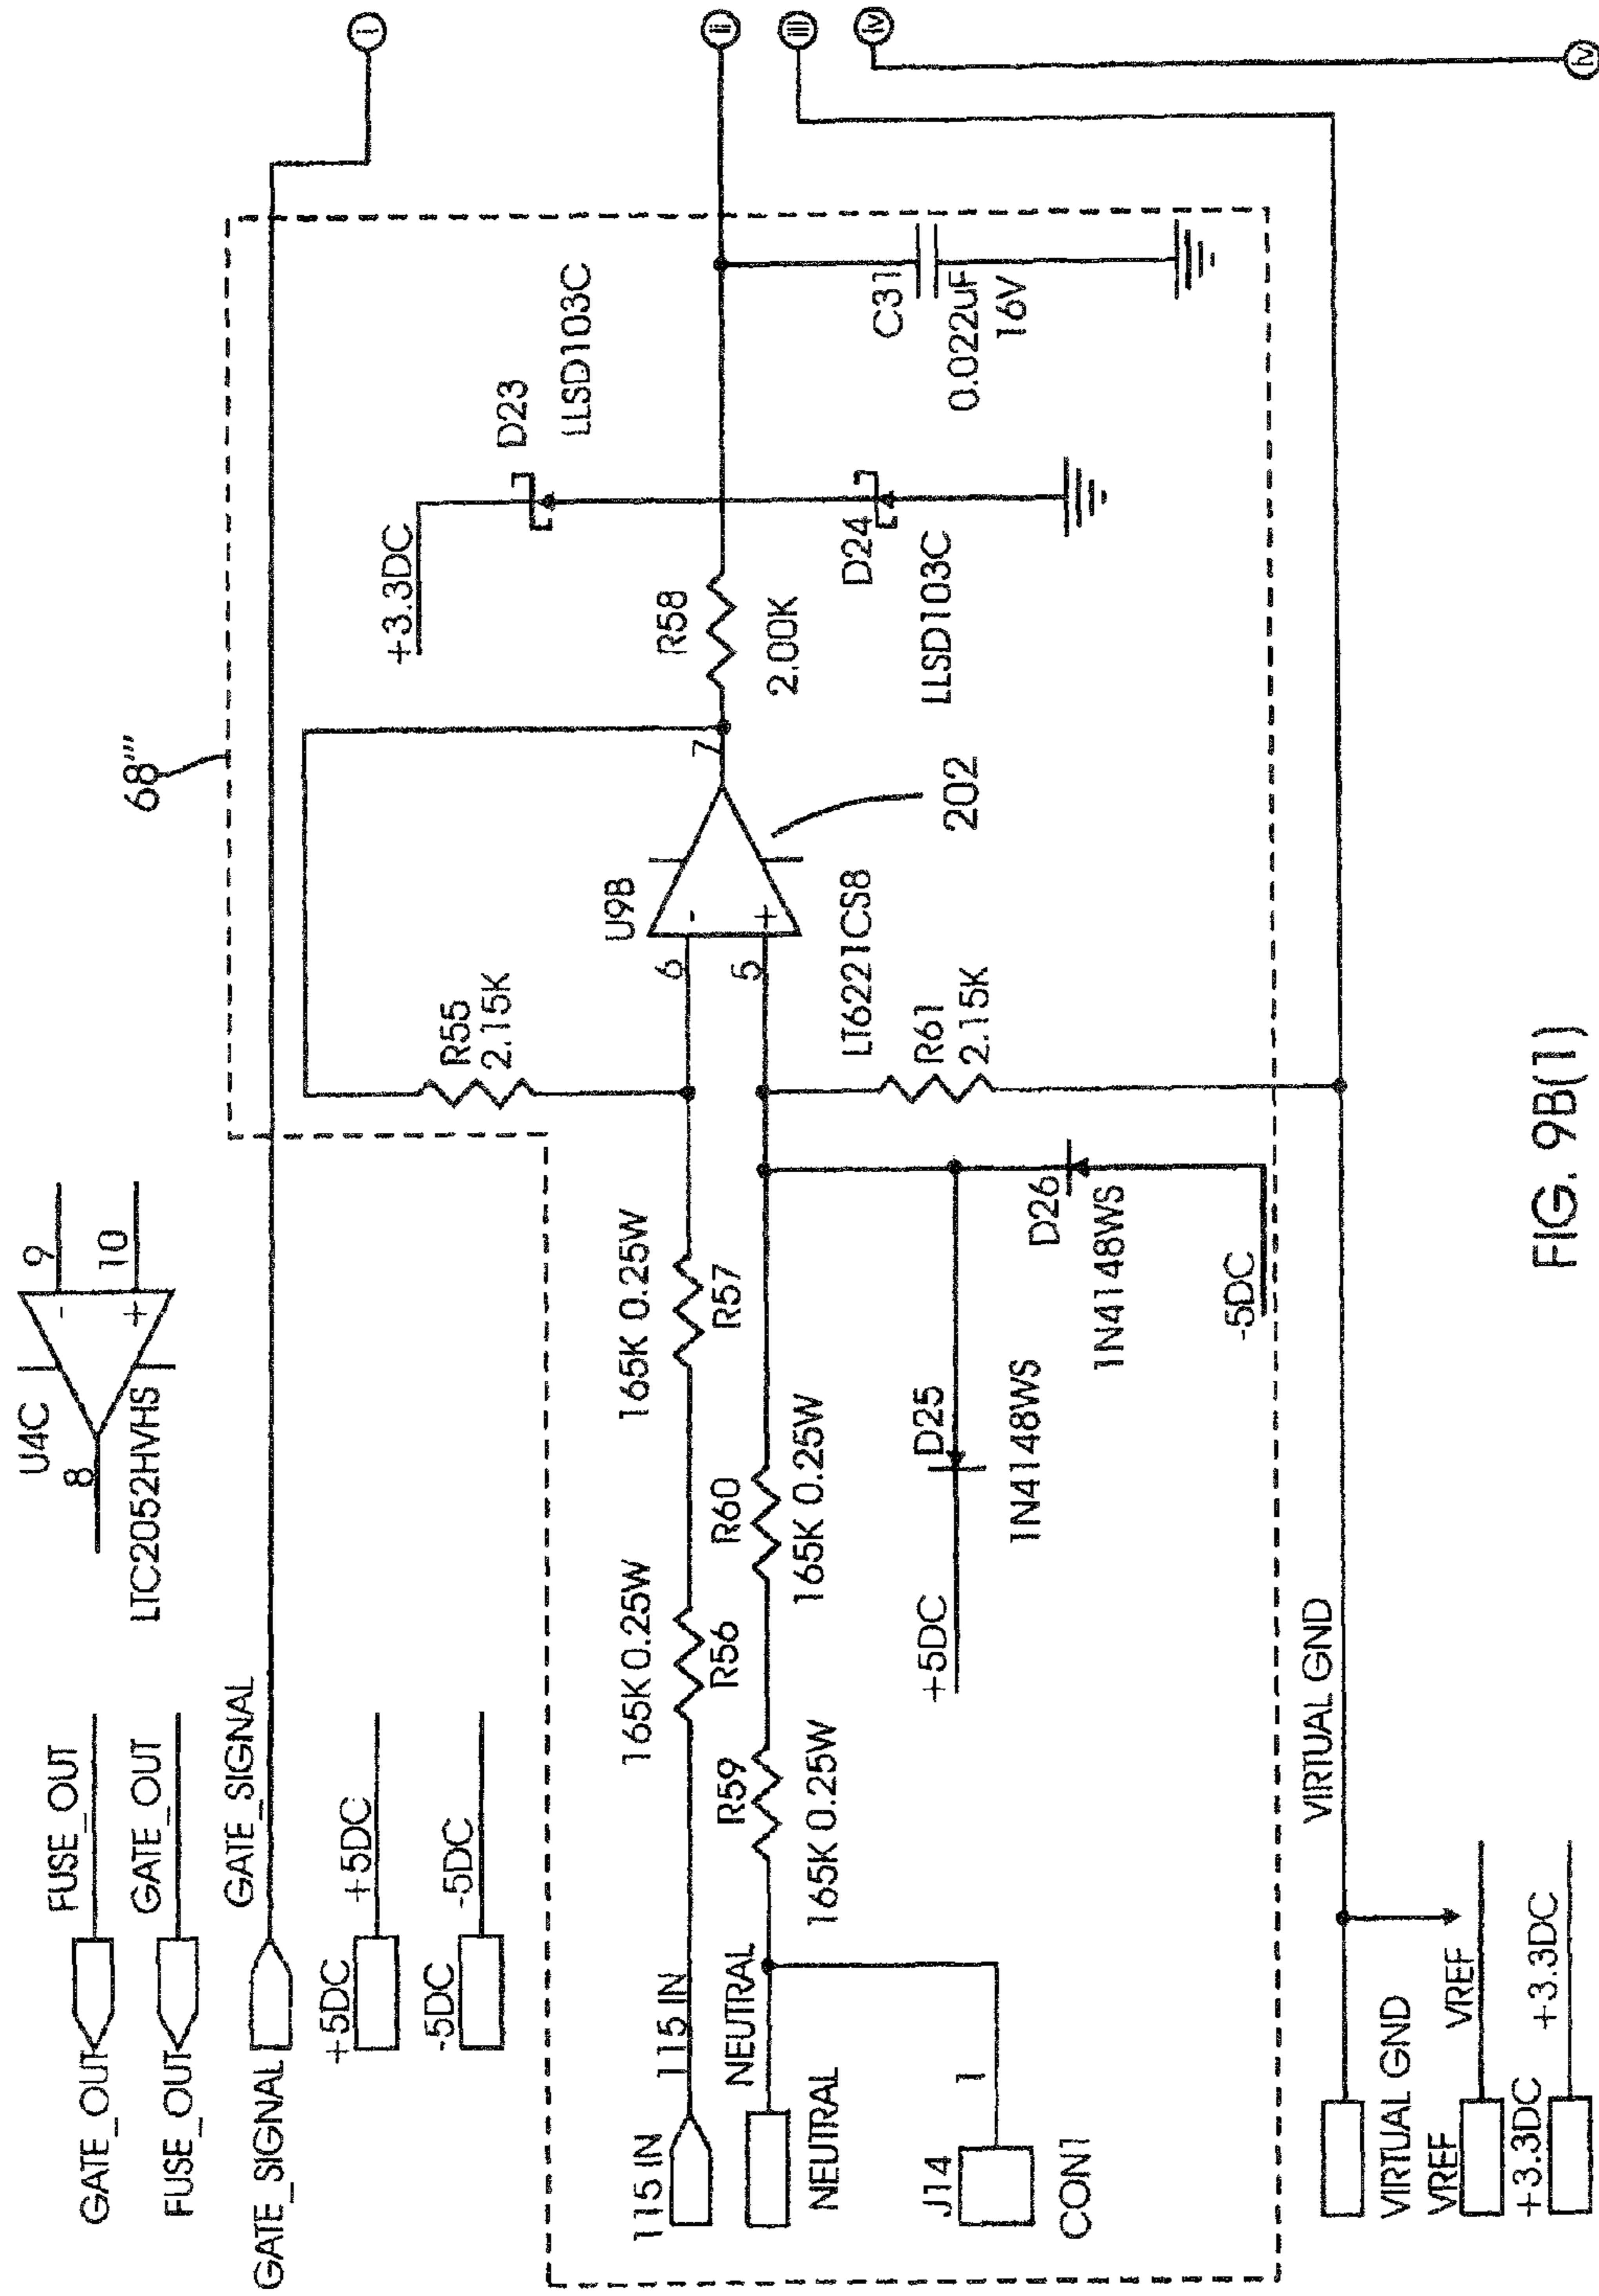 GATE_OUT
FUSE_OUT
FUSE_OUT
GATE_OUT
GATE_SIGNAL
GATE_SIGNAL
+5DC
+5DC
-5DC
-5DC
U4C
8
9
10
-
+
LTC2052HVHS
68'''
i
115 IN
115 IN
NEUTRAL
NEUTRAL
J14
1
CON1
165K 0.25W
R56
165K 0.25W
R57
R59
165K 0.25W
R60
165K 0.25W
+5DC
D25
1N4148WS
D26
1N4148WS
-5DC
R55
2.15K
6
5
U9B
-
+
7
LT6221CS8
202
R61
2.15K
R58
2.00K
+3.3DC
D23
LLSD103C
D24
LLSD103C
C31
0.022uF
16V
ii
iii
iv
iv
VIRTUAL GND
VIRTUAL GND
VREF
VREF
+3.3DC
+3.3DC
FIG. 9B(1)